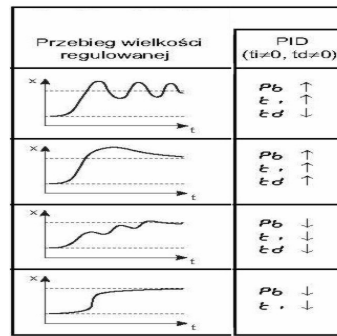 Przebieg wielkości
regulowanej
PID
(ti≠0, td≠0)
x
t
Pb ↑
ti ↑
td ↓
x
t
Pb ↑
ti ↑
td ↑
x
t
Pb ↓
ti ↓
td ↓
x
t
Pb ↓
ti ↓